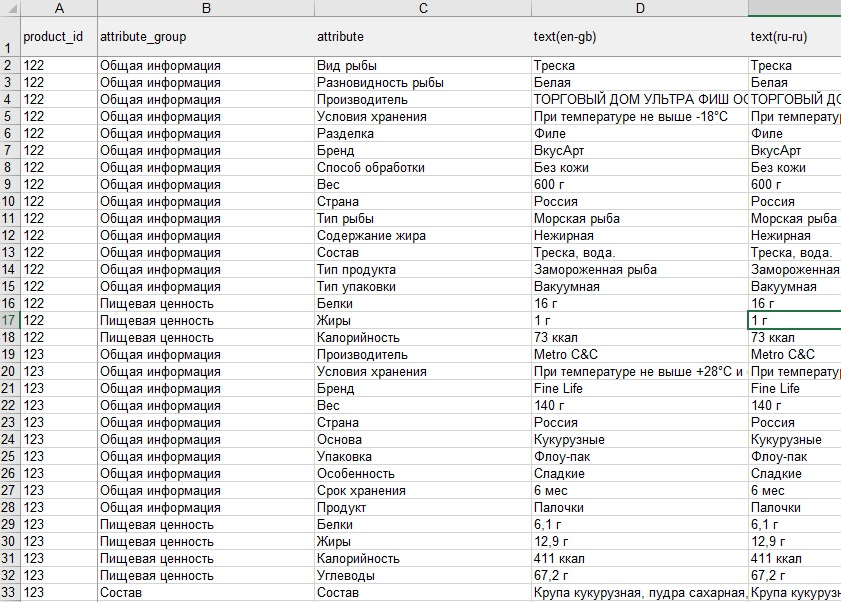 A B C D
1 product_id attribute_group attribute text(en-gb) text(ru-ru)
2 122 Общая информация Вид рыбы Треска Треска
3 122 Общая информация Разновидность рыбы Белая Белая
4 122 Общая информация Производитель ТОРГОВЫЙ ДОМ УЛЬТРА ФИШ ОС ТОРГОВЫЙ ДО
5 122 Общая информация Условия хранения При температуре не выше -18°С При температу
6 122 Общая информация Разделка Филе Филе
7 122 Общая информация Бренд ВкусАрт ВкусАрт
8 122 Общая информация Способ обработки Без кожи Без кожи
9 122 Общая информация Вес 600 г 600 г
10 122 Общая информация Страна Россия Россия
11 122 Общая информация Тип рыбы Морская рыба Морская рыба
12 122 Общая информация Содержание жира Нежирная Нежирная
13 122 Общая информация Состав Треска, вода. Треска, вода.
14 122 Общая информация Тип продукта Замороженная рыба Замороженная
15 122 Общая информация Тип упаковки Вакуумная Вакуумная
16 122 Пищевая ценность Белки 16 г 16 г
17 122 Пищевая ценность Жиры 1 г 1 г
18 122 Пищевая ценность Калорийность 73 ккал 73 ккал
19 123 Общая информация Производитель Metro C&C Metro C&C
20 123 Общая информация Условия хранения При температуре не выше +28°С и При температу
21 123 Общая информация Бренд Fine Life Fine Life
22 123 Общая информация Вес 140 г 140 г
23 123 Общая информация Страна Россия Россия
24 123 Общая информация Основа Кукурузные Кукурузные
25 123 Общая информация Упаковка Флоу-пак Флоу-пак
26 123 Общая информация Особенность Сладкие Сладкие
27 123 Общая информация Срок хранения 6 мес 6 мес
28 123 Общая информация Продукт Палочки Палочки
29 123 Пищевая ценность Белки 6,1 г 6,1 г
30 123 Пищевая ценность Жиры 12,9 г 12,9 г
31 123 Пищевая ценность Калорийность 411 ккал 411 ккал
32 123 Пищевая ценность Углеводы 67,2 г 67,2 г
33 123 Состав Состав Крупа кукурузная, пудра сахарная, Крупа кукурузн